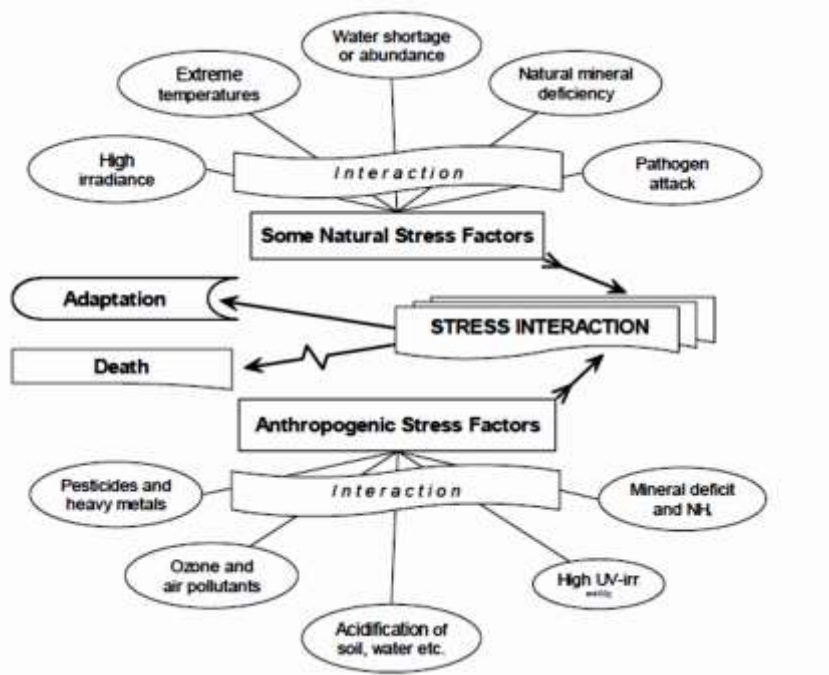 Water shortage
or abundance
Extreme
temperatures
Natural mineral
deficiency
High
irradiance
Interaction
Pathogen
attack
Some Natural Stress Factors
Adaptation
STRESS INTERACTION
Death
Anthropogenic Stress Factors
Pesticides and
heavy metals
Interaction
Mineral deficit
and NH
Ozone and
air pollutants
High UV-irr
Acidification of
soil, water etc.